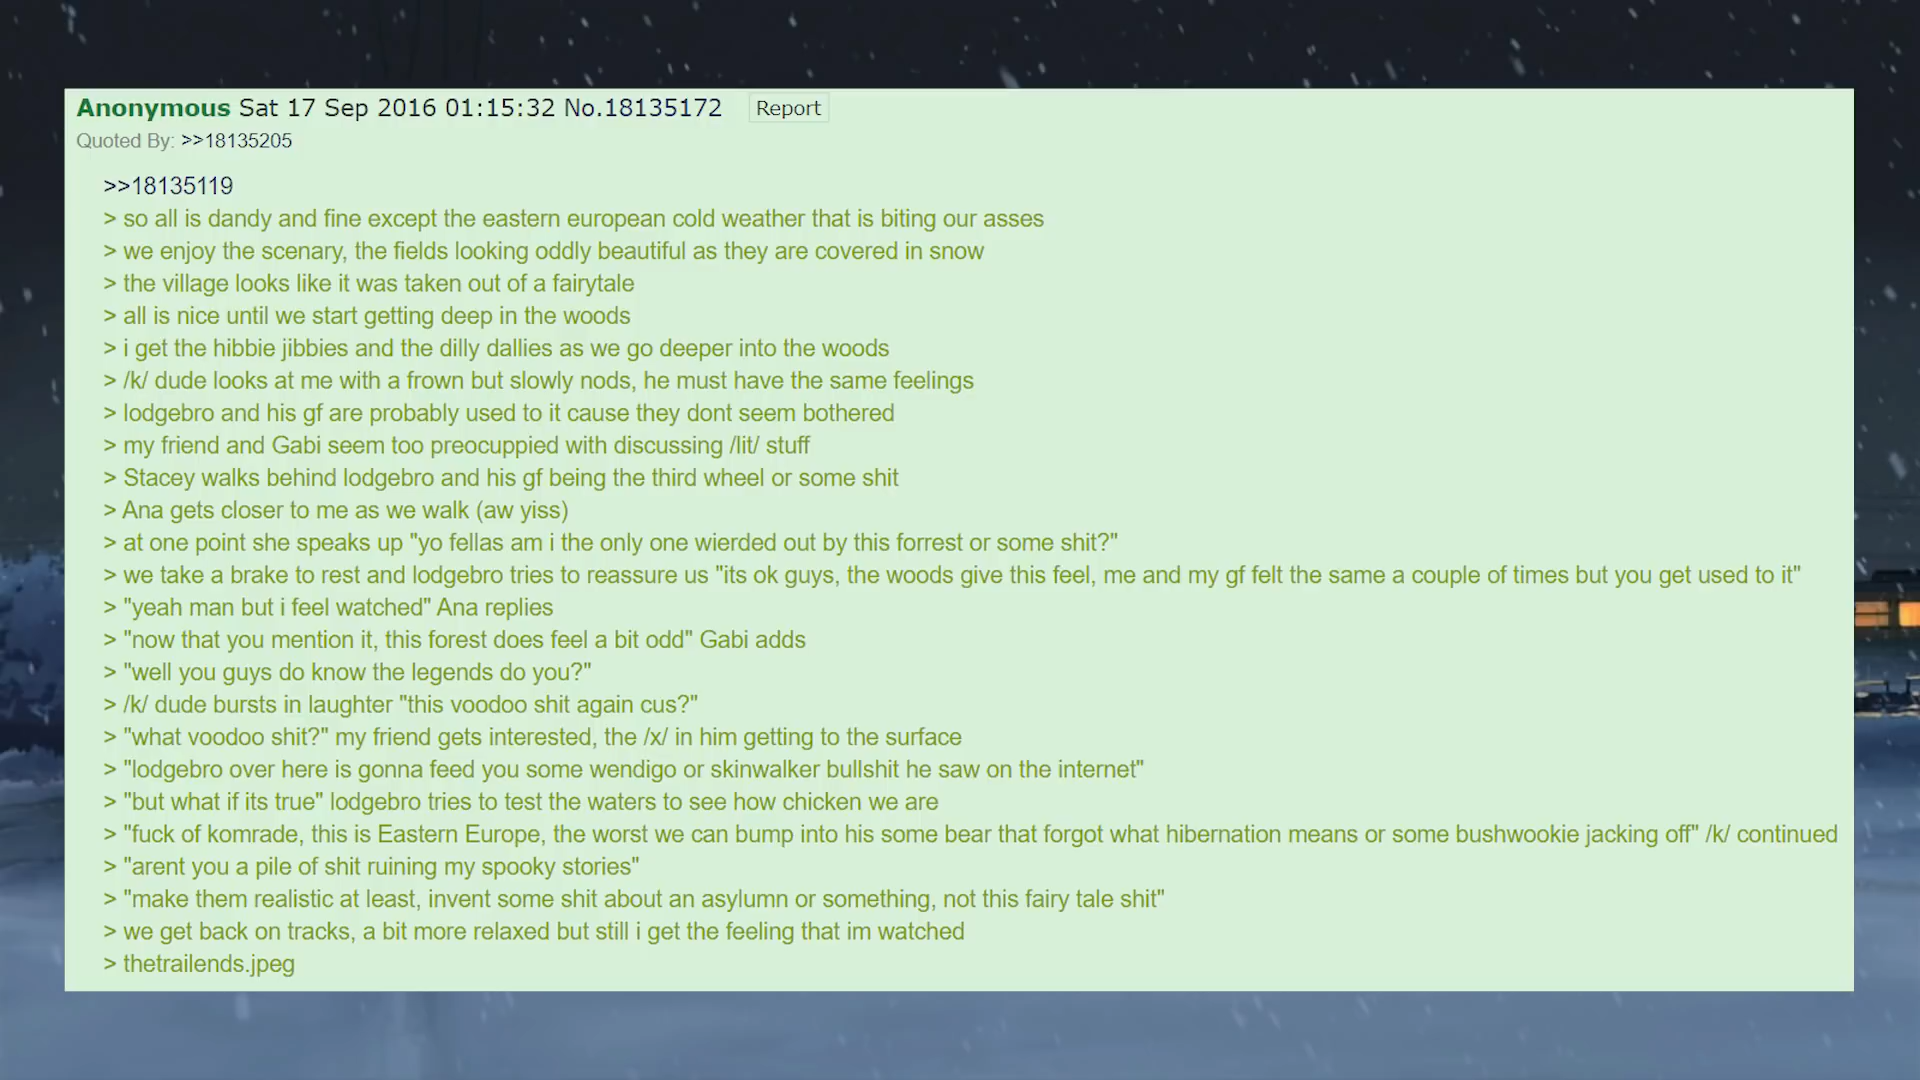 Anonymous Sat 17 Sep 2016 01:15:32 No.18135172 Report
Quoted By: >>18135205
>>18135119
> so all is dandy and fine except the eastern european cold weather that is biting our asses
> we enjoy the scenary, the fields looking oddly beautiful as they are covered in snow
> the village looks like it was taken out of a fairytale
> all is nice until we start getting deep in the woods
> i get the hibbie jibbies and the dilly dallies as we go deeper into the woods
> /k/ dude looks at me with a frown but slowly nods, he must have the same feelings
> lodgebro and his gf are probably used to it cause they dont seem bothered
> my friend and Gabi seem too preocuppied with discussing /lit/ stuff
> Stacey walks behind lodgebro and his gf being the third wheel or some shit
> Ana gets closer to me as we walk (aw yiss)
> at one point she speaks up "yo fellas am i the only one wierded out by this forrest or some shit?"
> we take a brake to rest and lodgebro tries to reassure us "its ok guys, the woods give this feel, me and my gf felt the same a couple of times but you get used to it"
> "yeah man but i feel watched" Ana replies
> "now that you mention it, this forest does feel a bit odd" Gabi adds
> "well you guys do know the legends do you?"
> /k/ dude bursts in laughter "this voodoo shit again cus?"
> "what voodoo shit?" my friend gets interested, the /x/ in him getting to the surface
> "lodgebro over here is gonna feed you some wendigo or skinwalker bullshit he saw on the internet"
> "but what if its true" lodgebro tries to test the waters to see how chicken we are
> "fuck of komrade, this is Eastern Europe, the worst we can bump into his some bear that forgot what hibernation means or some bushwookie jacking off" /k/ continued
> "arent you a pile of shit ruining my spooky stories"
> "make them realistic at least, invent some shit about an asylumn or something, not this fairy tale shit"
> we get back on tracks, a bit more relaxed but still i get the feeling that im watched
> thetrailends.jpeg